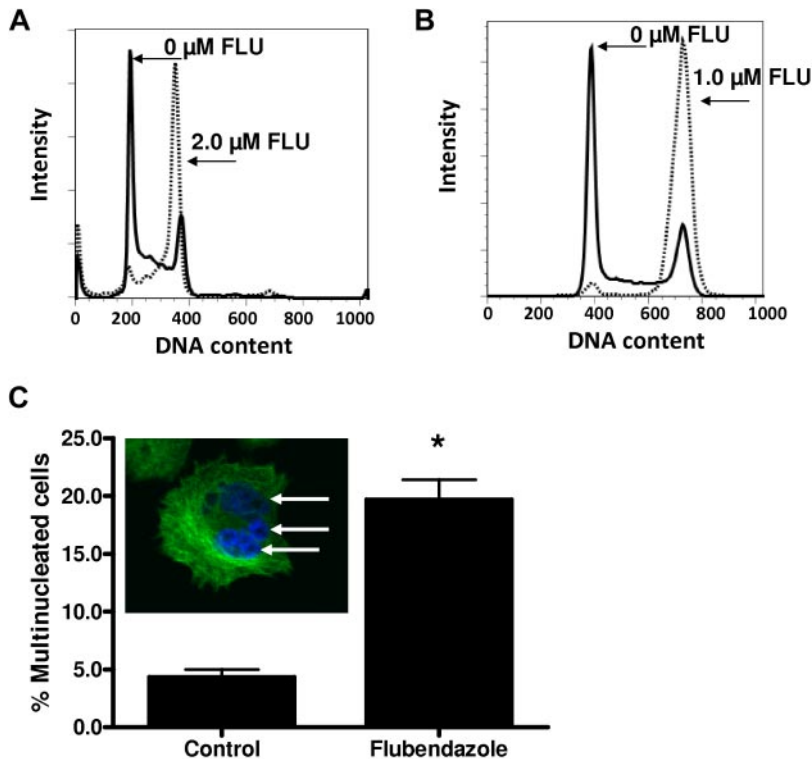 A
0 µM FLU
2.0 µM FLU
Intensity
0 200 400 600 800 1000
DNA content
B
0 µM FLU
1.0 µM FLU
Intensity
0 200 400 600 800 1000
DNA content
C
% Multinucleated cells
25.0
20.0
15.0
10.0
5.0
0.0
*
Control Flubendazole